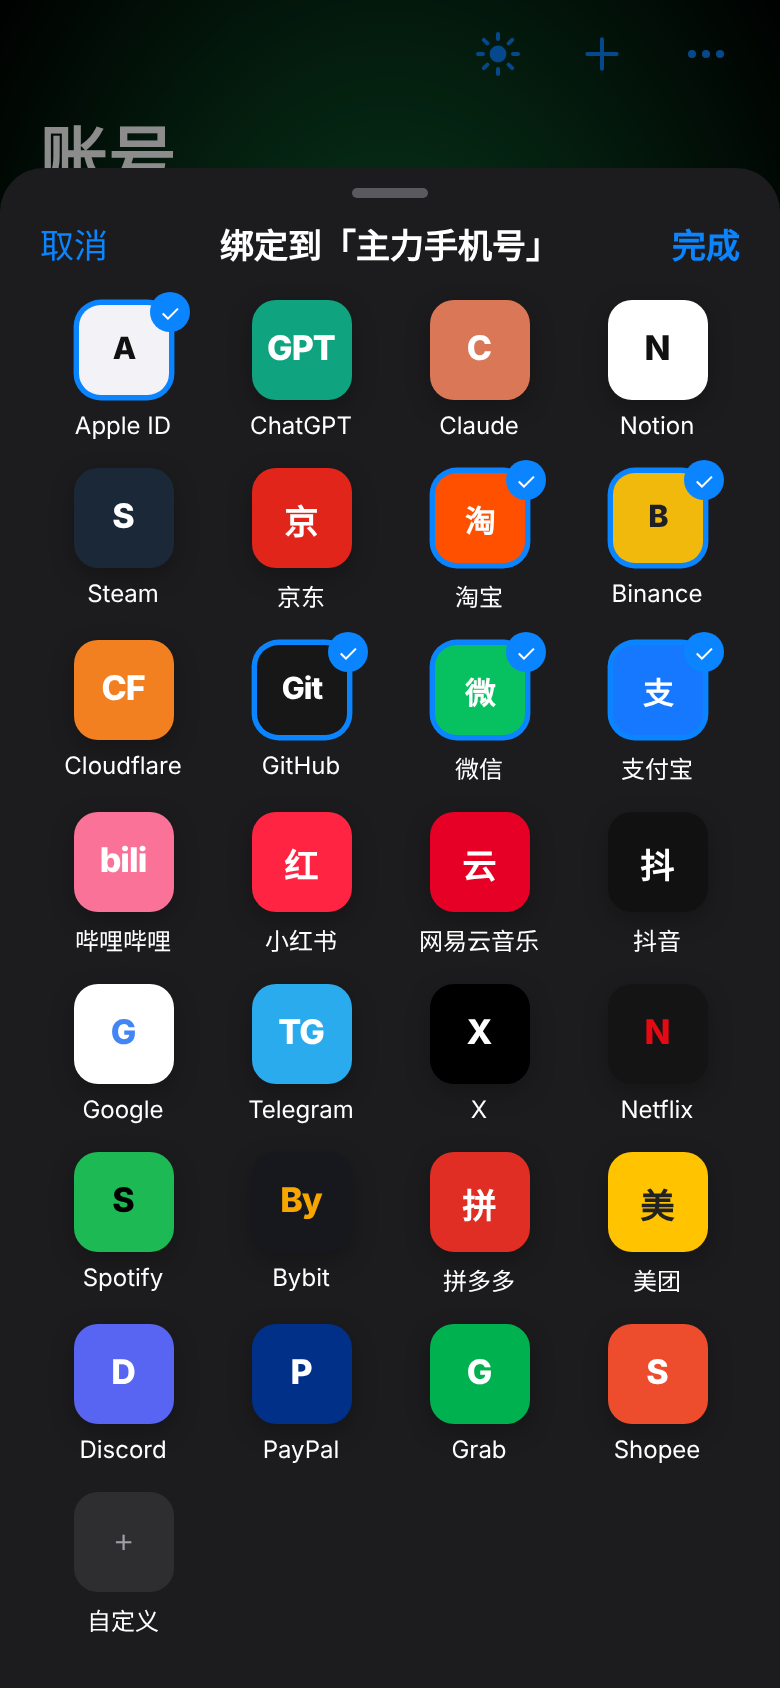 账号
取消 绑定到「主力手机号」 完成
A GPT C N
Apple ID ChatGPT Claude Notion
S 京 淘 B
Steam 京东 淘宝 Binance
CF Git 微 支
Cloudflare GitHub 微信 支付宝
bili 红 云 抖
哔哩哔哩 小红书 网易云音乐 抖音
G TG X N
Google Telegram X Netflix
S By 拼 美
Spotify Bybit 拼多多 美团
D P G S
Discord PayPal Grab Shopee
+
自定义